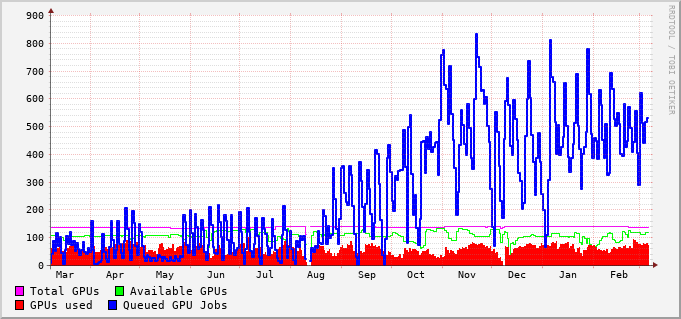 RRDTOOL / TOBI OETIKER
900
800
700
600
500
400
300
200
100
0
Mar Apr May Jun Jul Aug Sep Oct Nov Dec Jan Feb
Total GPUs Available GPUs
GPUs used Queued GPU Jobs